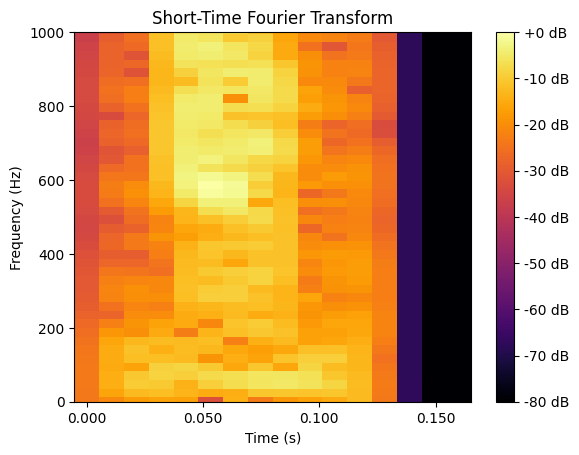 Short-Time Fourier Transform
1000
800
600
400
200
0
Frequency (Hz)
0.000
0.050
0.100
0.150
Time (s)
+0 dB
-10 dB
-20 dB
-30 dB
-40 dB
-50 dB
-60 dB
-70 dB
-80 dB